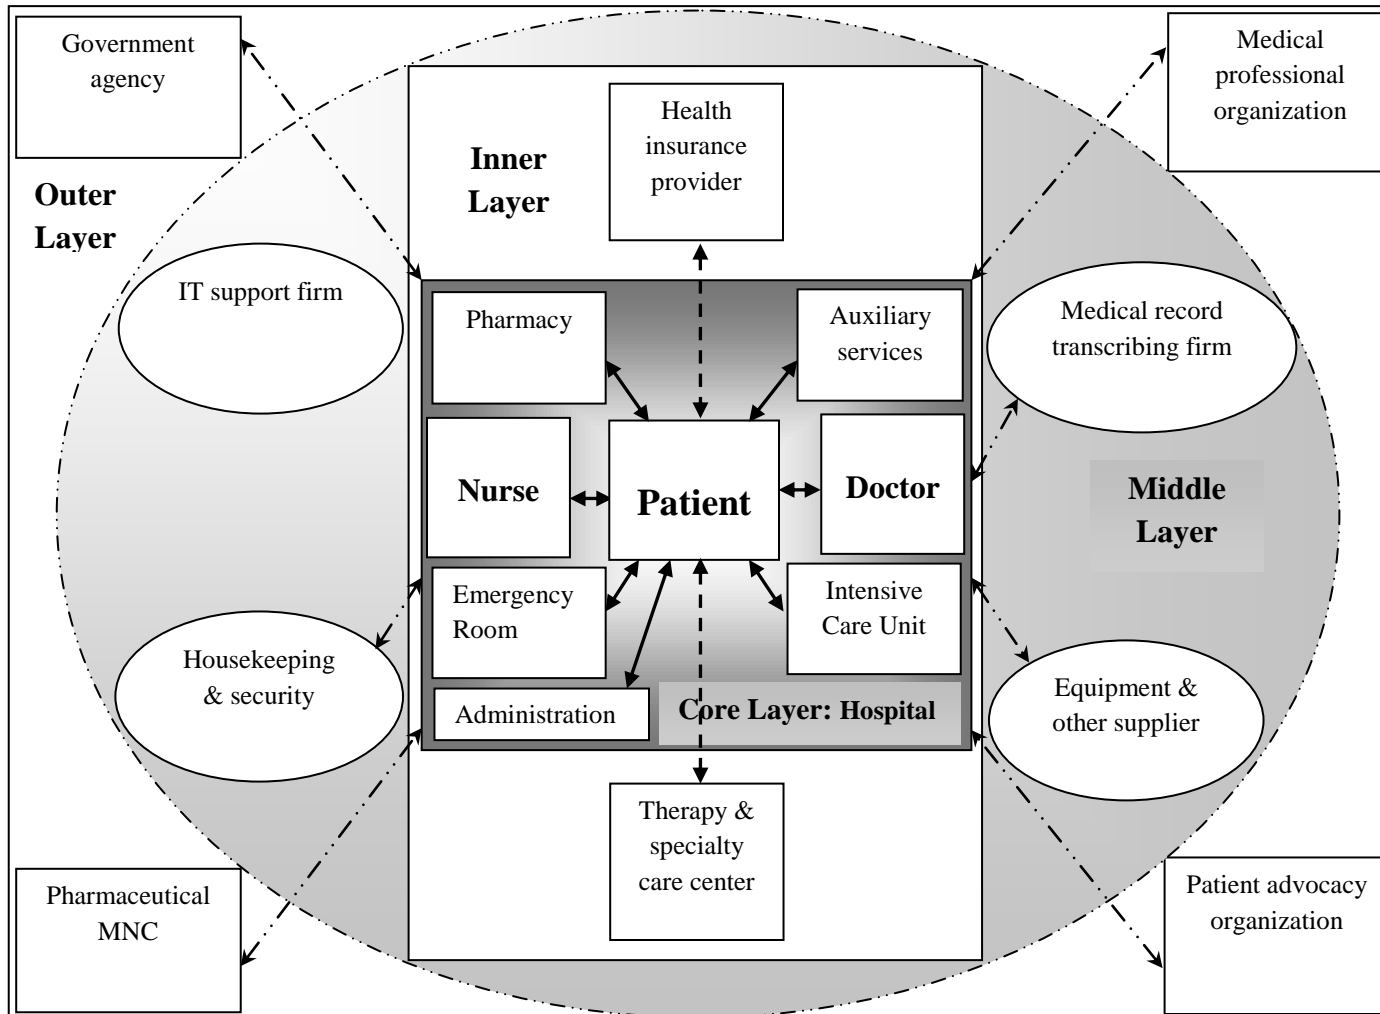 Government
agency
Medical
professional
organization
Health
insurance
provider
Inner
Layer
Outer
Layer
IT support firm
Pharmacy
Auxiliary
services
Medical record
transcribing firm
Nurse
Patient
Doctor
Middle
Layer
Emergency
Room
Intensive
Care Unit
Housekeeping
& security
Administration
Core Layer: Hospital
Equipment &
other supplier
Therapy &
specialty
care center
Pharmaceutical
MNC
Patient advocacy
organization